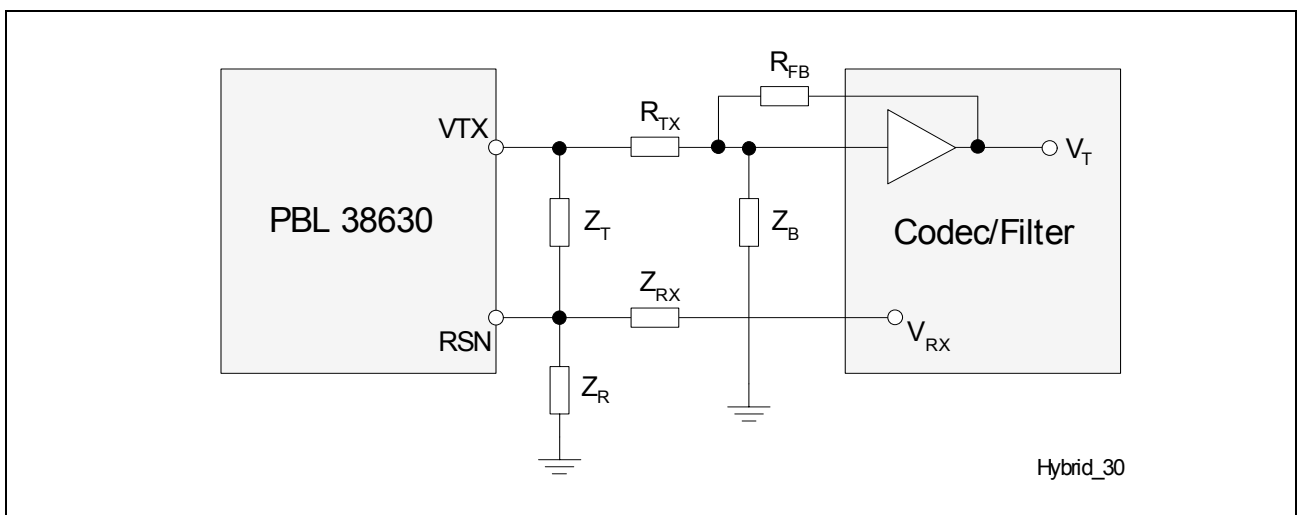 R_FB
R_TX
VTX
V_T
PBL 38630
Z_T
Z_B
Codec/Filter
Z_RX
RSN
V_RX
Z_R
Hybrid_30